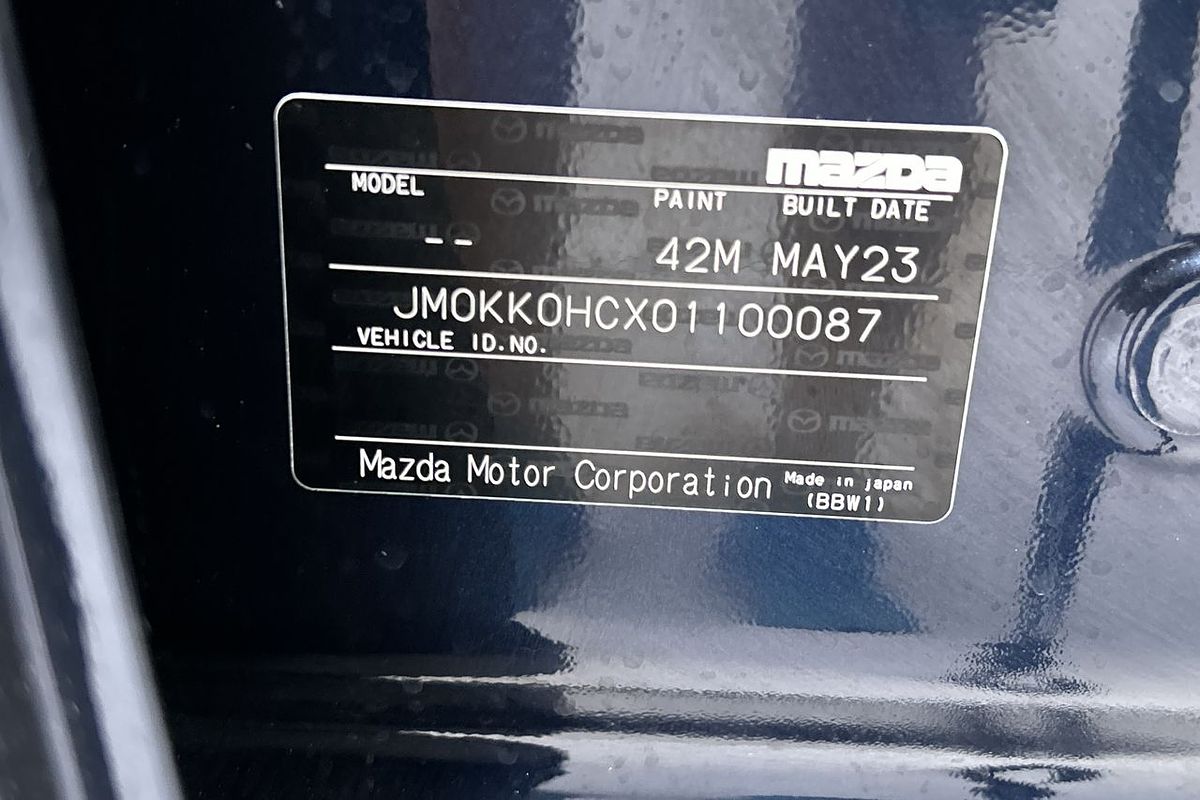 mazda
MODEL PAINT BUILT DATE
-- 42M MAY23
JM0KK0HCX01100087
VEHICLE ID.NO.
Mazda Motor Corporation Made in japan
(BBW1)